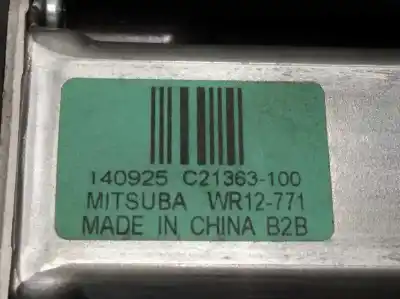 140925 C21363-100
MITSUBA WR12-771
MADE IN CHINA B2B